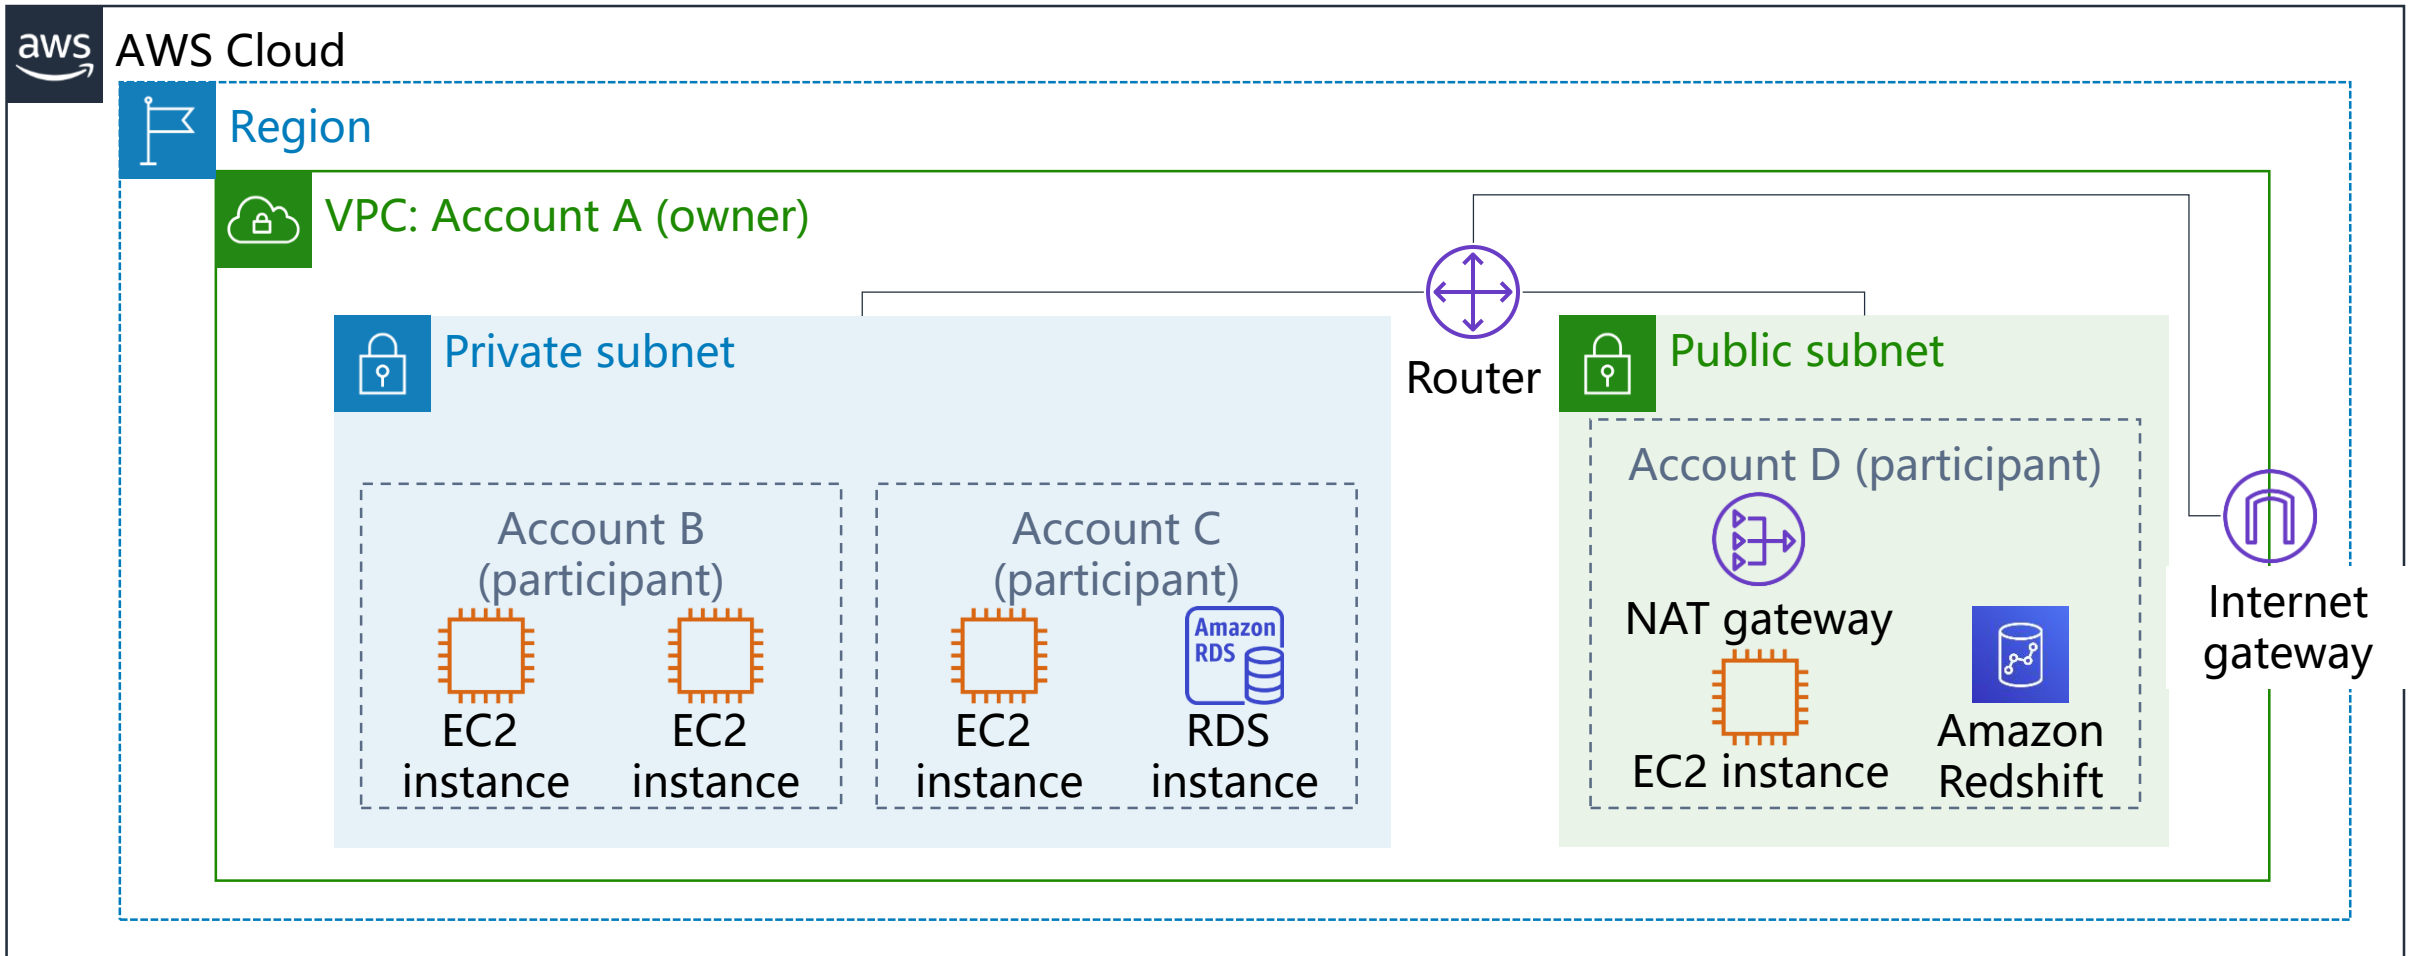 aws
AWS Cloud
Region
VPC: Account A (owner)
Private subnet
Router
Public subnet
Account B
(participant)
EC2
instance
EC2
instance
Account C
(participant)
EC2
instance
Amazon
RDS
RDS
instance
Account D (participant)
NAT gateway
EC2 instance
Amazon
Redshift
Internet
gateway